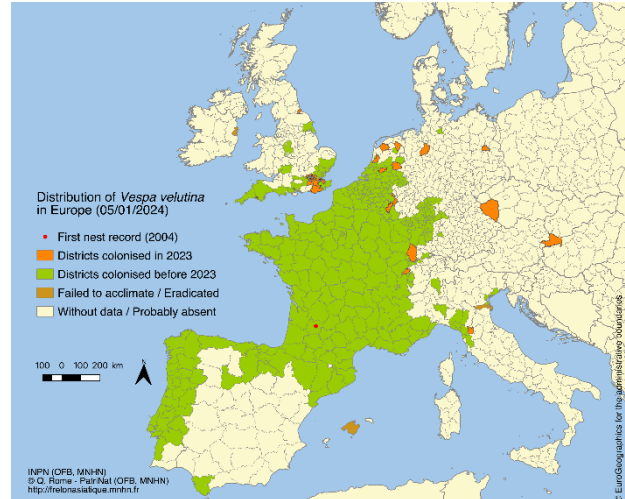 Distribution of Vespa velutina
in Europe (05/01/2024)
First nest record (2004)
Districts colonised in 2023
Districts colonised before 2023
Failed to acclimate / Eradicated
Without data / Probably absent
100 0 100 200 km
N
INPN (OFB, MNHN)
© Q. Rome - PatriNat (OFB, MNHN)
http://frelonasiatique.mnhn.fr
© EuroGeographics for the administrative boundaries